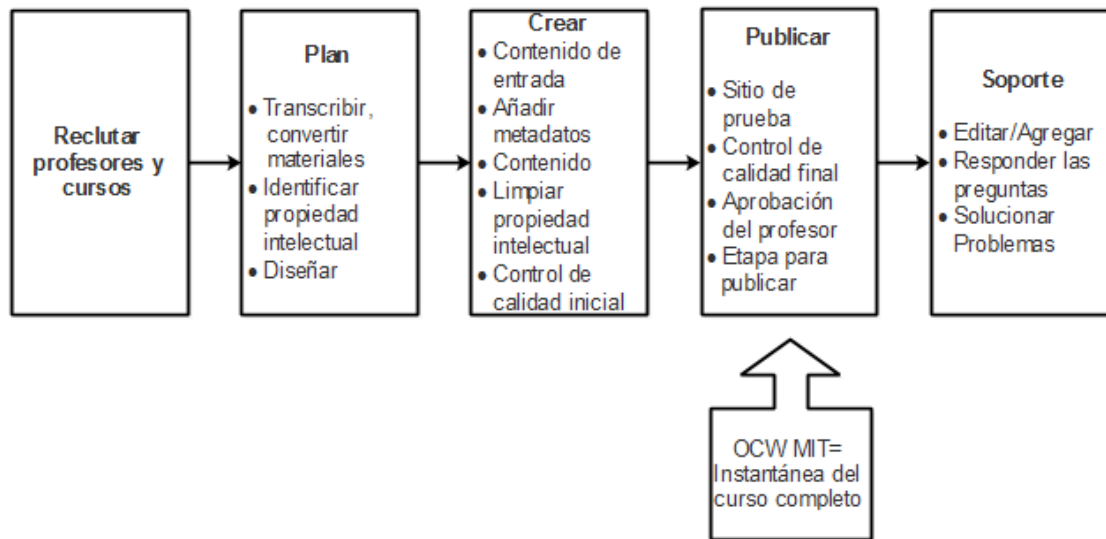 Reclutar
profesores y
cursos
Plan
• Transcribir,
convertir
materiales
• Identificar
propiedad
intelectual
• Diseñar
Crear
• Contenido de
entrada
• Añadir
metadatos
• Contenido
• Limpiar
propiedad
intelectual
• Control de
calidad inicial
Publicar
• Sitio de
prueba
• Control de
calidad final
• Aprobación
del profesor
• Etapa para
publicar
Soporte
• Editar/Agregar
• Responder las
preguntas
• Solucionar
Problemas
OCW MIT=
Instantánea del
curso completo